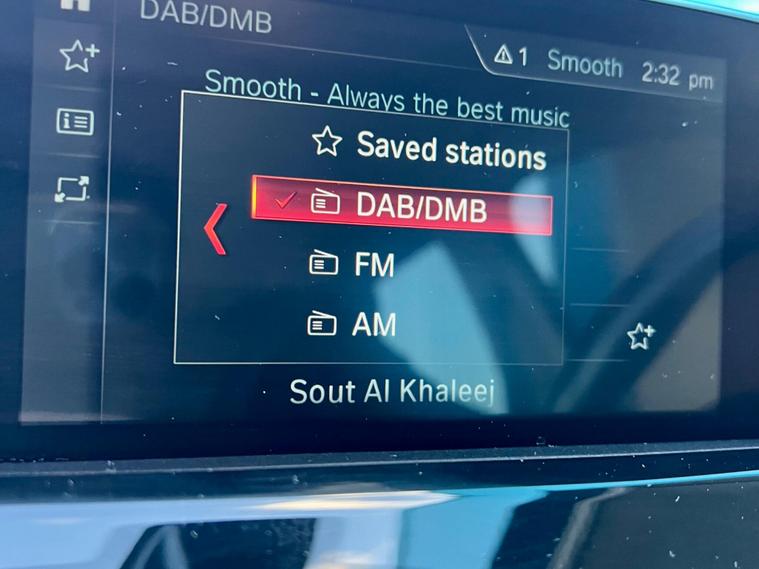 DAB/DMB
1 Smooth 2:32 pm
Smooth - Always the best music
Saved stations
DAB/DMB
FM
AM
Sout Al Khaleej